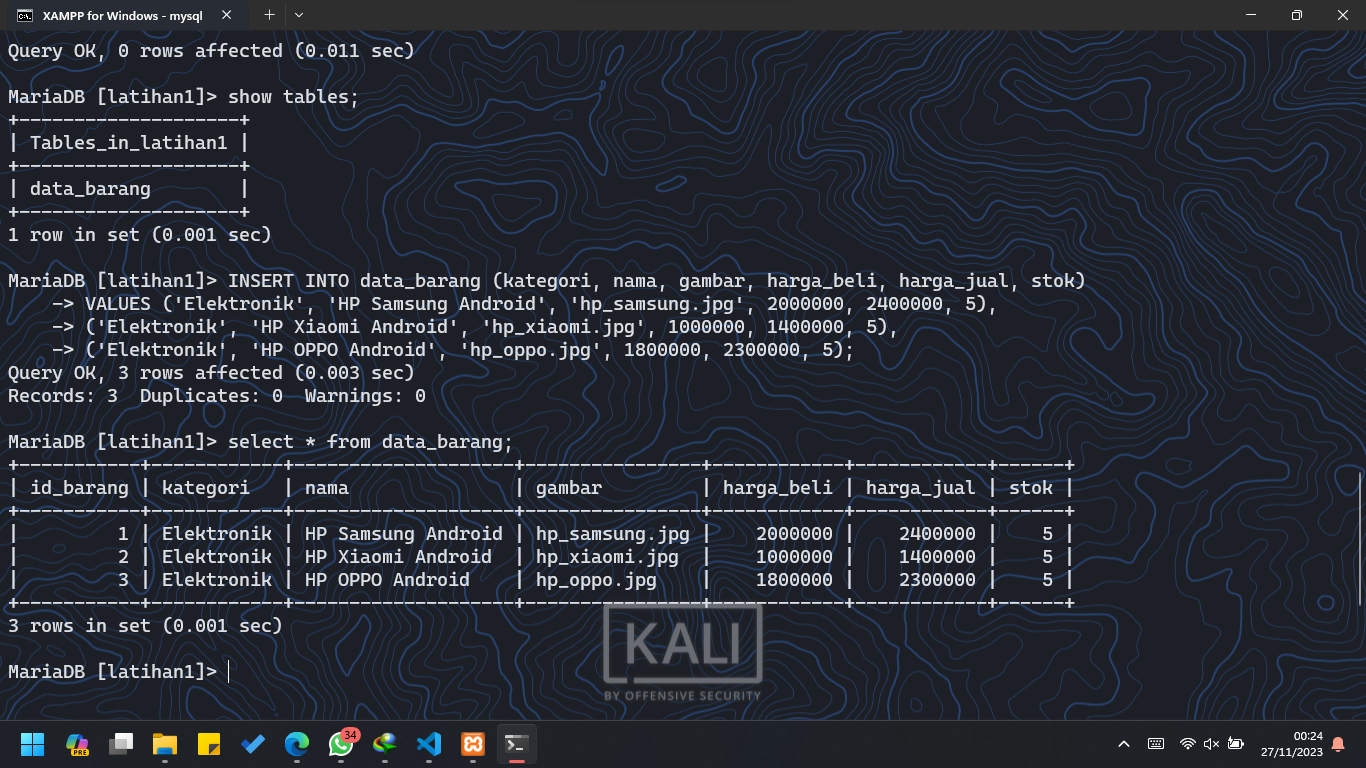 XAMPP for Windows - mysql
Query OK, 0 rows affected (0.011 sec)
MariaDB [latihan1]> show tables;
+--------------------+
| Tables_in_latihan1 |
+--------------------+
| data_barang        |
+--------------------+
1 row in set (0.001 sec)
MariaDB [latihan1]> INSERT INTO data_barang (kategori, nama, gambar, harga_beli, harga_jual, stok)
    -> VALUES ('Elektronik', 'HP Samsung Android', 'hp_samsung.jpg', 2000000, 2400000, 5),
    -> ('Elektronik', 'HP Xiaomi Android', 'hp_xiaomi.jpg', 1000000, 1400000, 5),
    -> ('Elektronik', 'HP OPPO Android', 'hp_oppo.jpg', 1800000, 2300000, 5);
Query OK, 3 rows affected (0.003 sec)
Records: 3  Duplicates: 0  Warnings: 0
MariaDB [latihan1]> select * from data_barang;
+-----------+------------+--------------------+----------------+------------+------------+------+
| id_barang | kategori   | nama               | gambar         | harga_beli | harga_jual | stok |
+-----------+------------+--------------------+----------------+------------+------------+------+
|         1 | Elektronik | HP Samsung Android | hp_samsung.jpg |    2000000 |    2400000 |    5 |
|         2 | Elektronik | HP Xiaomi Android  | hp_xiaomi.jpg  |    1000000 |    1400000 |    5 |
|         3 | Elektronik | HP OPPO Android    | hp_oppo.jpg    |    1800000 |    2300000 |    5 |
+-----------+------------+--------------------+----------------+------------+------------+------+
3 rows in set (0.001 sec)
MariaDB [latihan1]>
KALI
BY OFFENSIVE SECURITY
PRE
34
00:24
27/11/2023